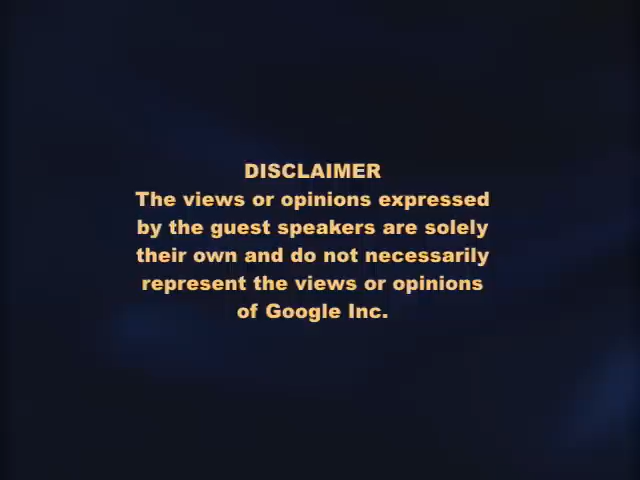 DISCLAIMER
The views or opinions expressed
by the guest speakers are solely
their own and do not necessarily
represent the views or opinions
of Google Inc.